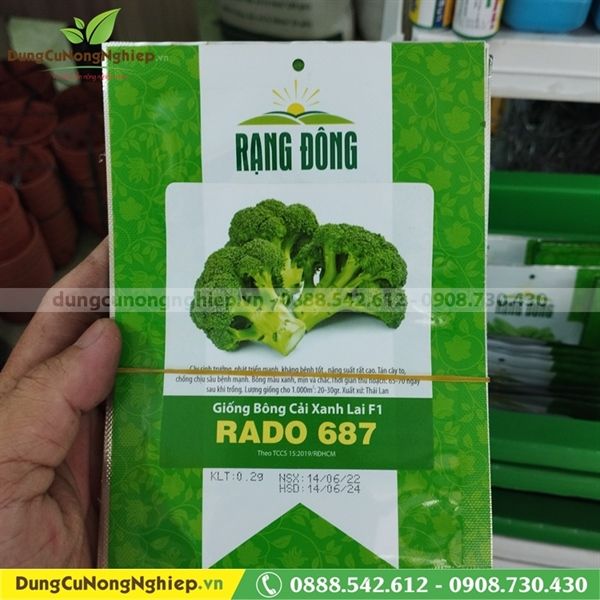 DungCuNongNghiep.vn
RẠNG ĐÔNG
dungcunongnghiep.vn - 0888.542.612 - 0908.730.430
Cây sinh trưởng, phát triển mạnh, kháng bệnh tốt, năng suất rất cao. Tán cây to,
chống chịu sâu bệnh mạnh. Bông màu xanh, mịn và chắc. Thời gian thu hoạch: 65-70 ngày
sau khi trồng. Lượng giống cho 1.000m²: 20-30gr. Xuất xứ: Thái Lan
Giống Bông Cải Xanh Lai F1
RADO 687
Theo TCCS 15:2019/RĐHCM
KLT:0.2g NSX:14/06/22
HSD:14/06/24
RẠNG ĐÔNG
DungCuNongNghiep.vn 0888.542.612 - 0908.730.430